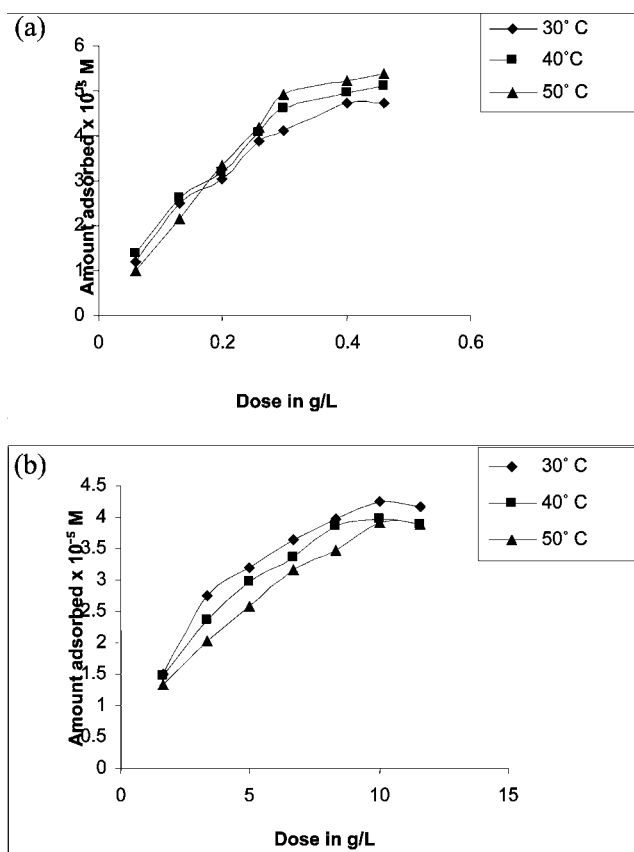 (a)
30° C
40°C
50° C
Amount adsorbed x 10⁻⁵ M
6
5
4
3
2
1
0
0 0.2 0.4 0.6
Dose in g/L
(b)
30° C
40° C
50° C
Amount adsorbed x 10⁻⁵ M
4.5
4
3.5
3
2.5
2
1.5
1
0.5
0
0 5 10 15
Dose in g/L